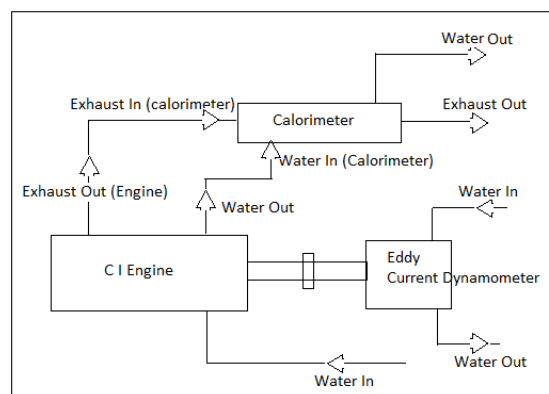 Water Out
Exhaust In (calorimeter)
Exhaust Out
Calorimeter
Water In (Calorimeter)
Exhaust Out (Engine)
Water Out
Water In
C I Engine
Eddy
Current Dynamometer
Water Out
Water In